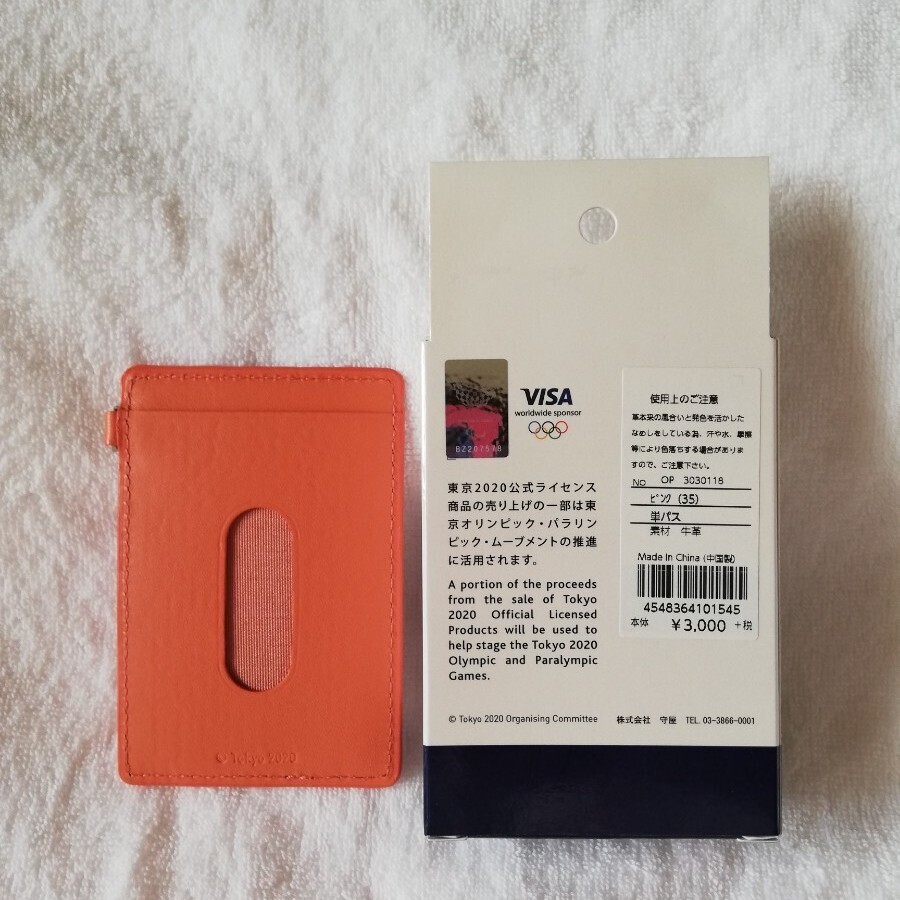 © Tokyo 2020
BZ207578
VISA
worldwide sponsor
東京2020公式ライセンス
商品の売り上げの一部は東
京オリンピック・パラリン
ピック・ムーブメントの推進
に活用されます。
A portion of the proceeds
from the sale of Tokyo
2020 Official Licensed
Products will be used to
help stage the Tokyo 2020
Olympic and Paralympic
Games.
© Tokyo 2020 Organising Committee
株式会社 守屋 TEL. 03-3866-0001
使用上のご注意
革本来の風合いと発色を活かした
なめしをしている為、汗や水、摩擦
等により色落ちする場合がありま
すので、ご注意下さい。
No OP 3030118
ピンク (35)
単パス
素材 牛革
Made in China (中国製)
4548364101545
本体 ¥3,000 +税